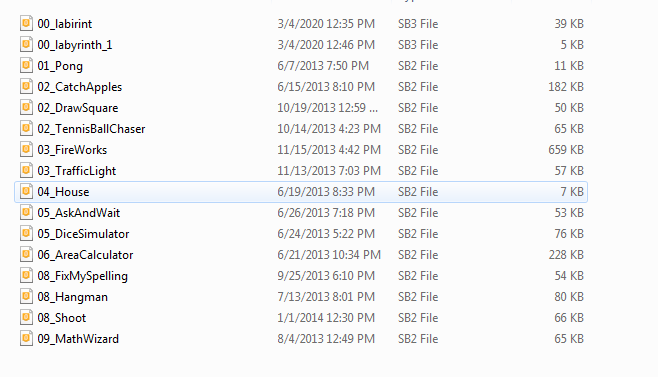 00_labirint 3/4/2020 12:35 PM SB3 File 39 KB
00_labyrinth_1 3/4/2020 12:46 PM SB3 File 5 KB
01_Pong 6/7/2013 7:50 PM SB2 File 11 KB
02_CatchApples 6/15/2013 8:10 PM SB2 File 182 KB
02_DrawSquare 10/19/2013 12:59 ... SB2 File 50 KB
02_TennisBallChaser 10/14/2013 4:23 PM SB2 File 65 KB
03_FireWorks 11/15/2013 4:42 PM SB2 File 659 KB
03_TrafficLight 11/13/2013 7:03 PM SB2 File 57 KB
04_House 6/19/2013 8:33 PM SB2 File 7 KB
05_AskAndWait 6/26/2013 7:18 PM SB2 File 53 KB
05_DiceSimulator 6/24/2013 5:22 PM SB2 File 76 KB
06_AreaCalculator 6/21/2013 10:34 PM SB2 File 228 KB
08_FixMySpelling 9/25/2013 6:10 PM SB2 File 54 KB
08_Hangman 7/13/2013 8:01 PM SB2 File 80 KB
08_Shoot 1/1/2014 12:30 PM SB2 File 66 KB
09_MathWizard 8/4/2013 12:49 PM SB2 File 65 KB